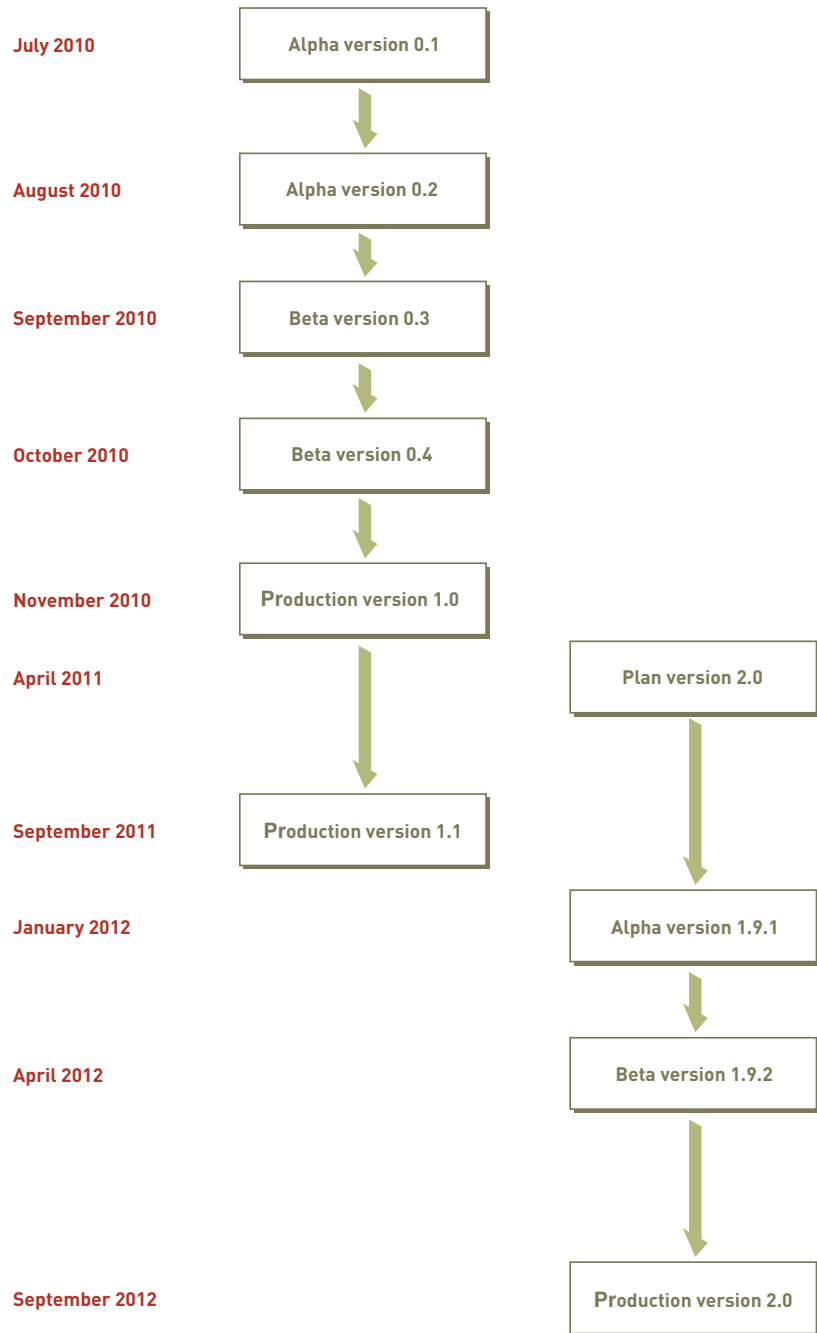 July 2010
Alpha version 0.1
August 2010
Alpha version 0.2
September 2010
Beta version 0.3
October 2010
Beta version 0.4
November 2010
Production version 1.0
April 2011
Plan version 2.0
September 2011
Production version 1.1
January 2012
Alpha version 1.9.1
April 2012
Beta version 1.9.2
September 2012
Production version 2.0